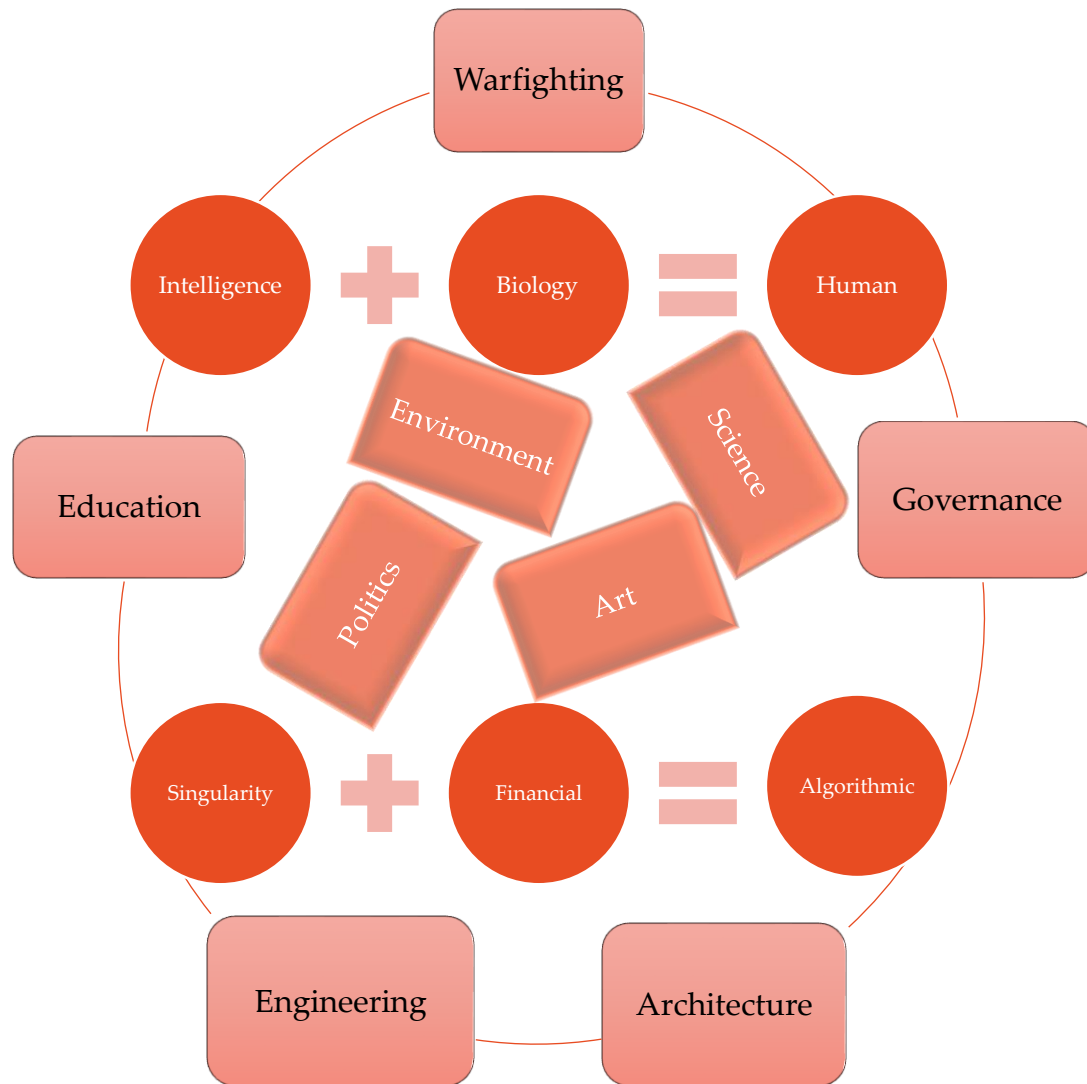 Warfighting
Intelligence
+
Biology
=
Human
Environment
Science
Education
Governance
Politics
Art
Singularity
+
Financial
=
Algorithmic
Engineering
Architecture